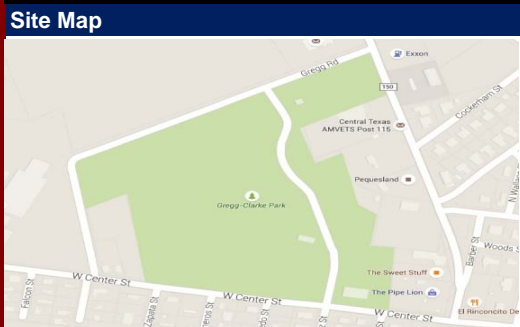 Site Map
Exxon
Gregg Rd
150
Cockerham St
Central Texas
AMVETS Post 115
Pequesland
N Wallace
Gregg-Clarke Park
Barber St
Woods S
The Sweet Stuff
W Center St
Falcon St
The Pipe Lion
Zapata St
W Center St
El Rinconcito De
W Center St